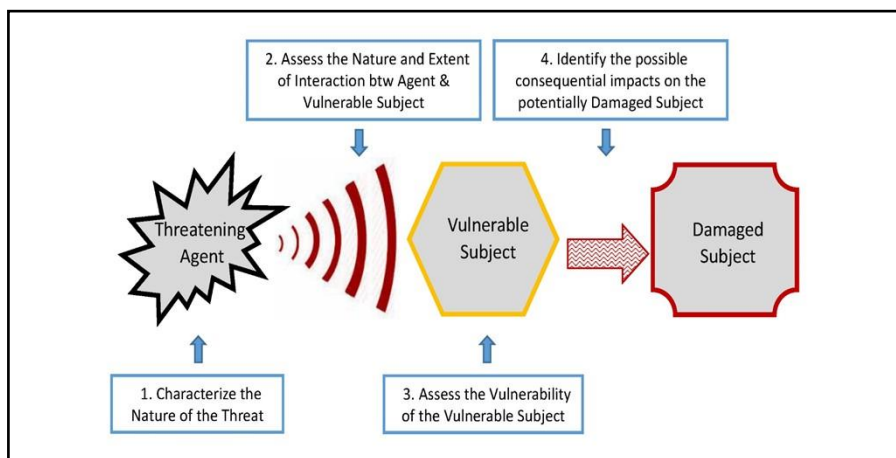 2. Assess the Nature and Extent
of Interaction btw Agent &
Vulnerable Subject
4. Identify the possible
consequential impacts on the
potentially Damaged Subject
Threatening
Agent
Vulnerable
Subject
Damaged
Subject
1. Characterize the
Nature of the Threat
3. Assess the Vulnerability
of the Vulnerable Subject